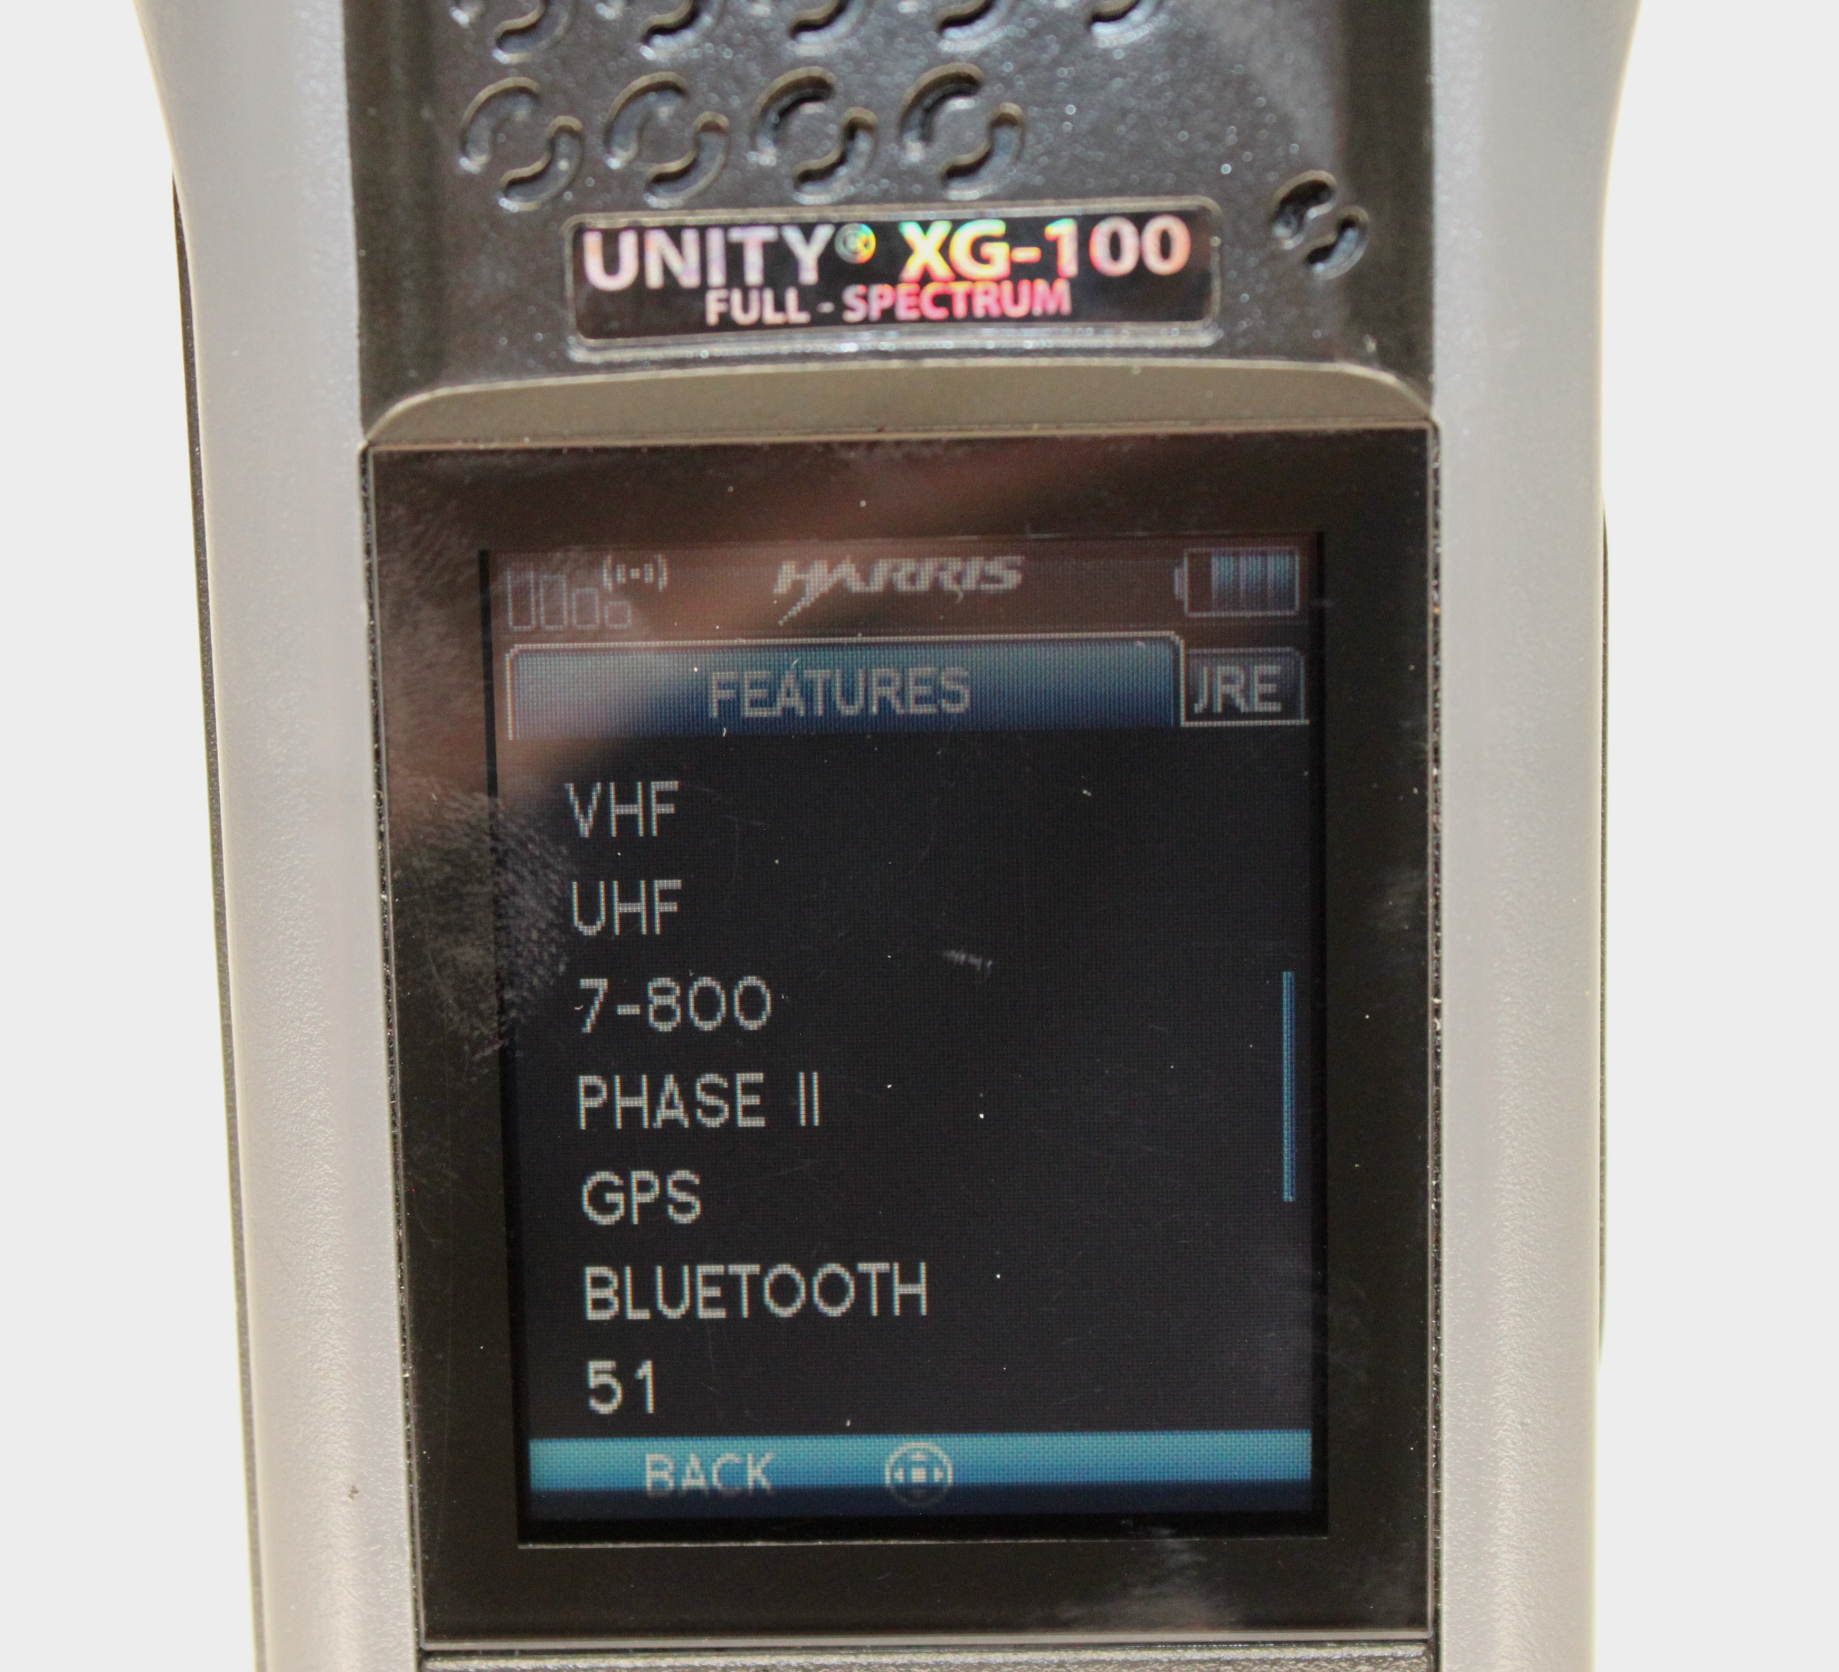 UNITY® XG-100
FULL - SPECTRUM
HARRIS
FEATURES
JRE
VHF
UHF
7-800
PHASE II
GPS
BLUETOOTH
51
BACK